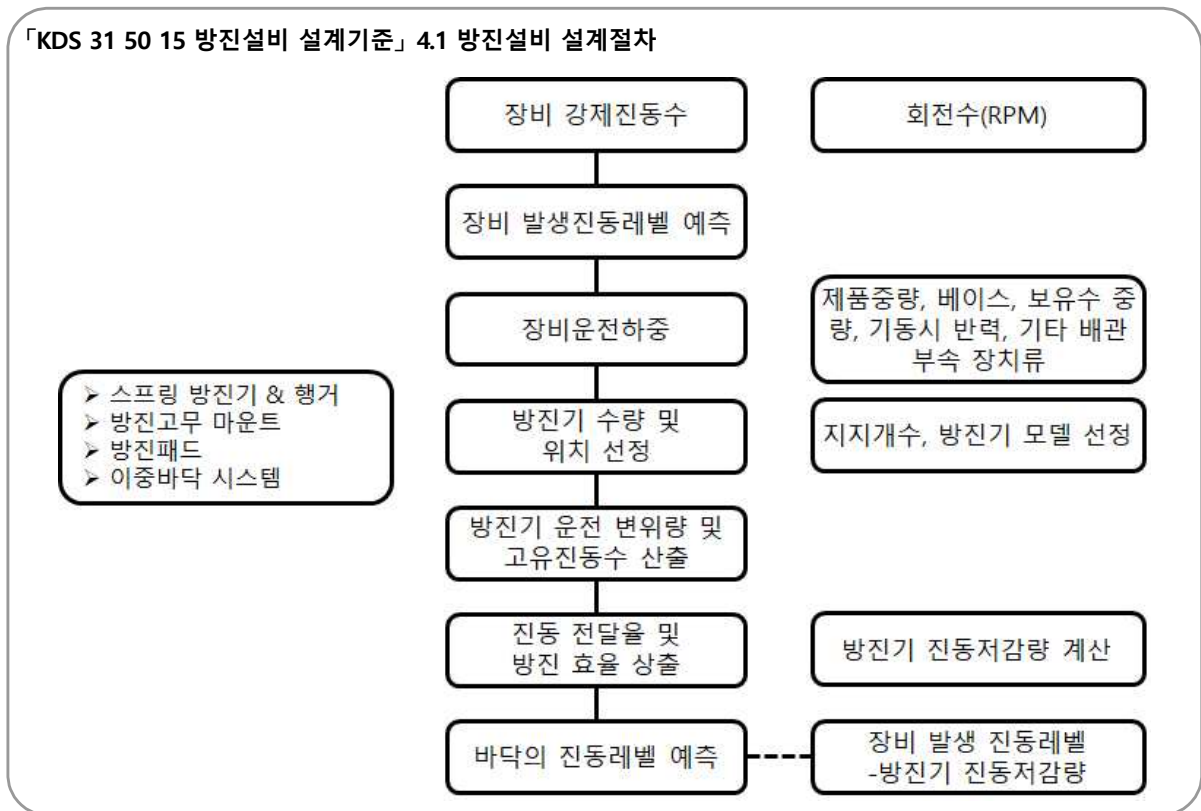 「KDS 31 50 15 방진설비 설계기준」 4.1 방진설비 설계절차
장비 강제진동수
회전수(RPM)
장비 발생진동레벨 예측
장비운전하중
제품중량, 베이스, 보유수 중
량, 기동시 반력, 기타 배관
부속 장치류
➢ 스프링 방진기 & 행거
➢ 방진고무 마운트
➢ 방진패드
➢ 이중바닥 시스템
방진기 수량 및
위치 선정
지지개수, 방진기 모델 선정
방진기 운전 변위량 및
고유진동수 산출
진동 전달율 및
방진 효율 상출
방진기 진동저감량 계산
바닥의 진동레벨 예측
장비 발생 진동레벨
-방진기 진동저감량